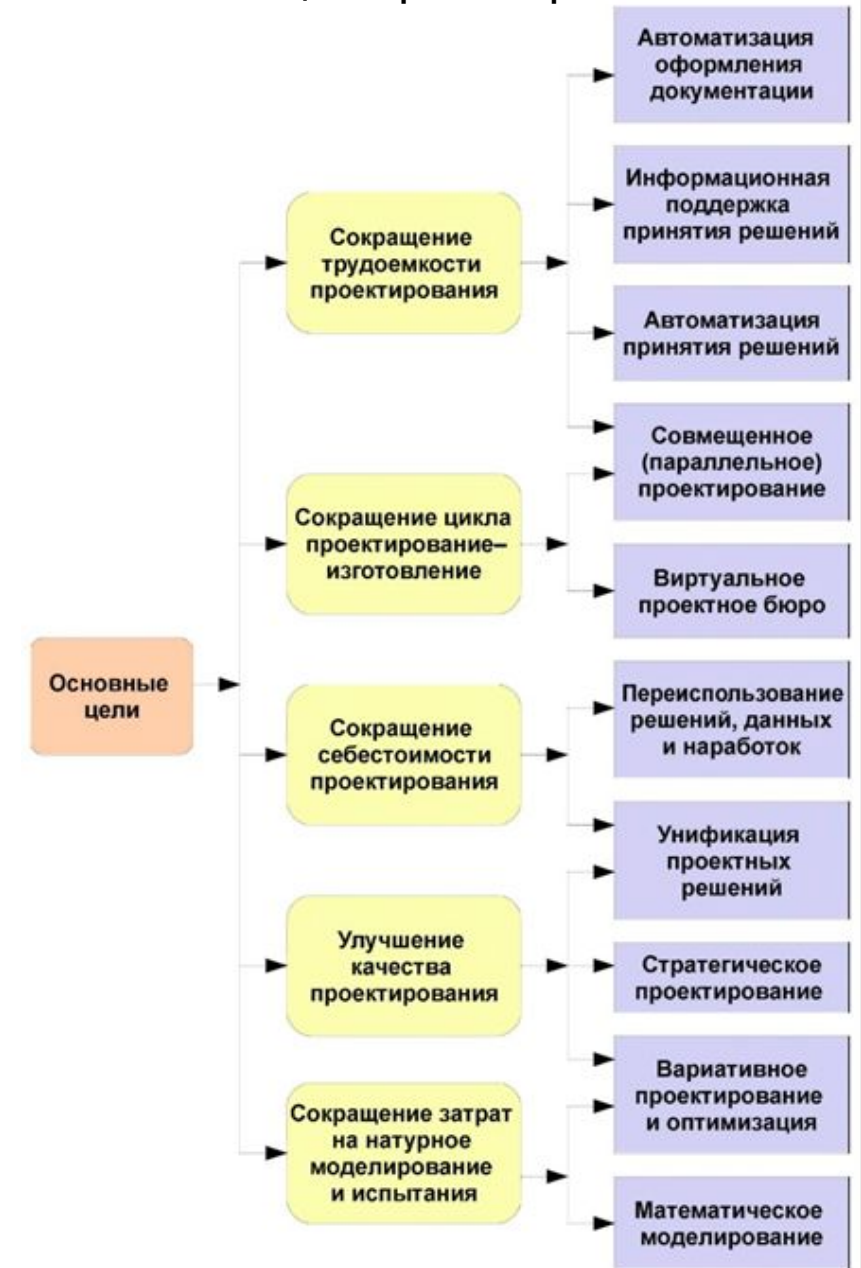 Автоматизация
оформления
документации
Информационная
поддержка
принятия решений
Сокращение
трудоемкости
проектирования
Автоматизация
принятия решений
Совмещенное
(параллельное)
проектирование
Сокращение цикла
проектирование–
изготовление
Виртуальное
проектное бюро
Основные
цели
Переиспользование
решений, данных
и наработок
Сокращение
себестоимости
проектирования
Унификация
проектных
решений
Улучшение
качества
проектирования
Стратегическое
проектирование
Вариативное
проектирование
и оптимизация
Сокращение затрат
на натурное
моделирование
и испытания
Математическое
моделирование